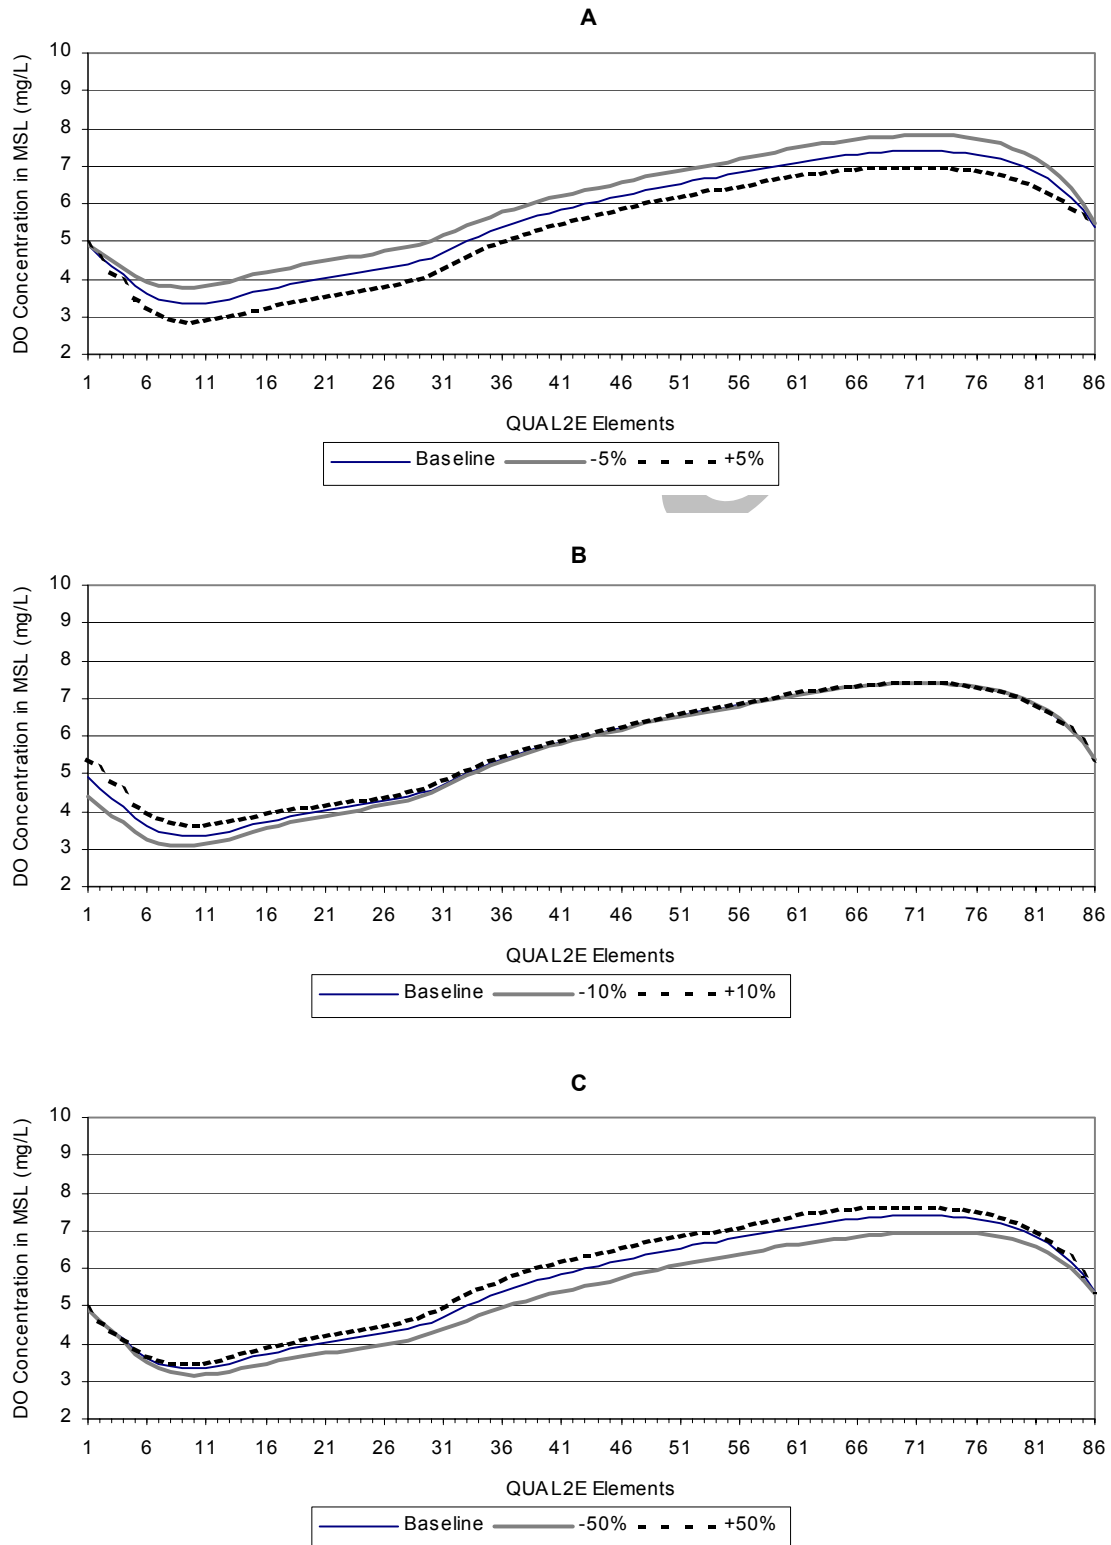 A
DO Concentration in MSL (mg/L)
10
9
8
7
6
5
4
3
2
1 6 11 16 21 26 31 36 41 46 51 56 61 66 71 76 81 86
QUAL2E Elements
Baseline -5% +5%
B
DO Concentration in MSL (mg/L)
10
9
8
7
6
5
4
3
2
1 6 11 16 21 26 31 36 41 46 51 56 61 66 71 76 81 86
QUAL2E Elements
Baseline -10% +10%
C
DO Concentration in MSL (mg/L)
10
9
8
7
6
5
4
3
2
1 6 11 16 21 26 31 36 41 46 51 56 61 66 71 76 81 86
QUAL2E Elements
Baseline -50% +50%